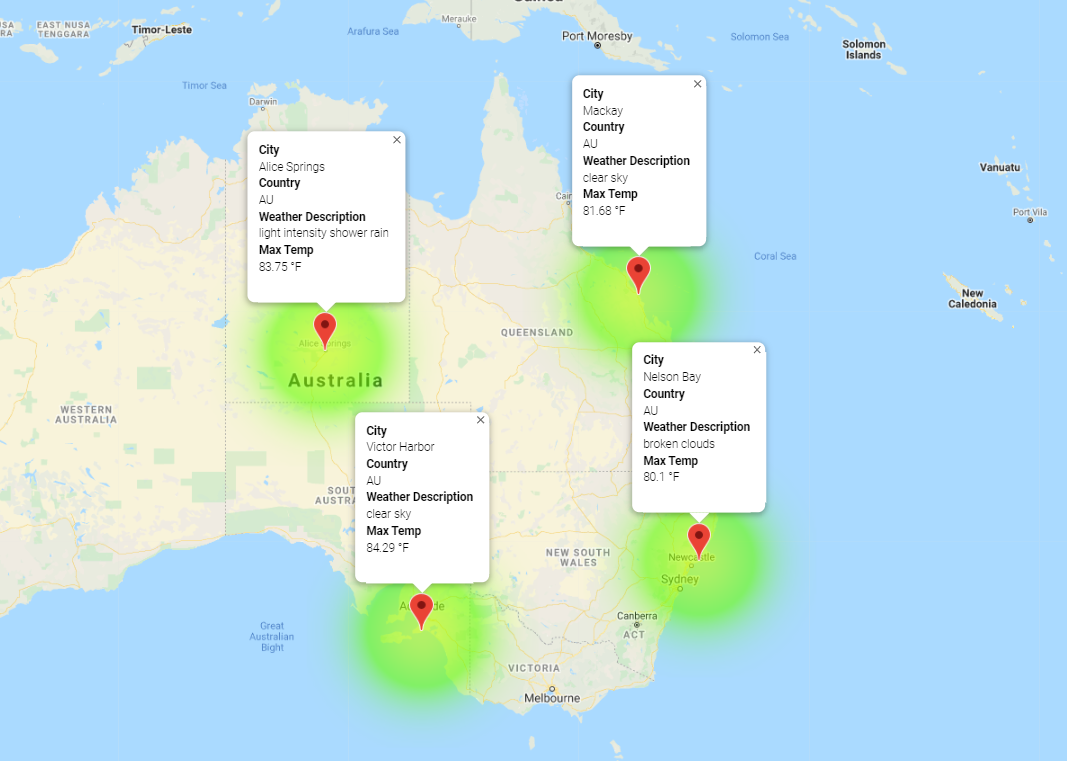 EAST NUSA
TENGGARA
Timor-Leste
Merauke
Arafura Sea
Port Moresby
Solomon Sea
Solomon
Islands
Timor Sea
Darwin
Vanuatu
Port Vila
Coral Sea
New
Caledonia
City
Mackay
Country
AU
Weather Description
clear sky
Max Temp
81.68 °F
City
Alice Springs
Country
AU
Weather Description
light intensity shower rain
Max Temp
83.75 °F
QUEENSLAND
Alice Springs
Australia
WESTERN
AUSTRALIA
City
Nelson Bay
Country
AU
Weather Description
broken clouds
Max Temp
80.1 °F
City
Victor Harbor
Country
AU
Weather Description
clear sky
Max Temp
84.29 °F
NEW SOUTH
WALES
Newcastle
Sydney
Canberra
ACT
Great
Australian
Bight
VICTORIA
Melbourne